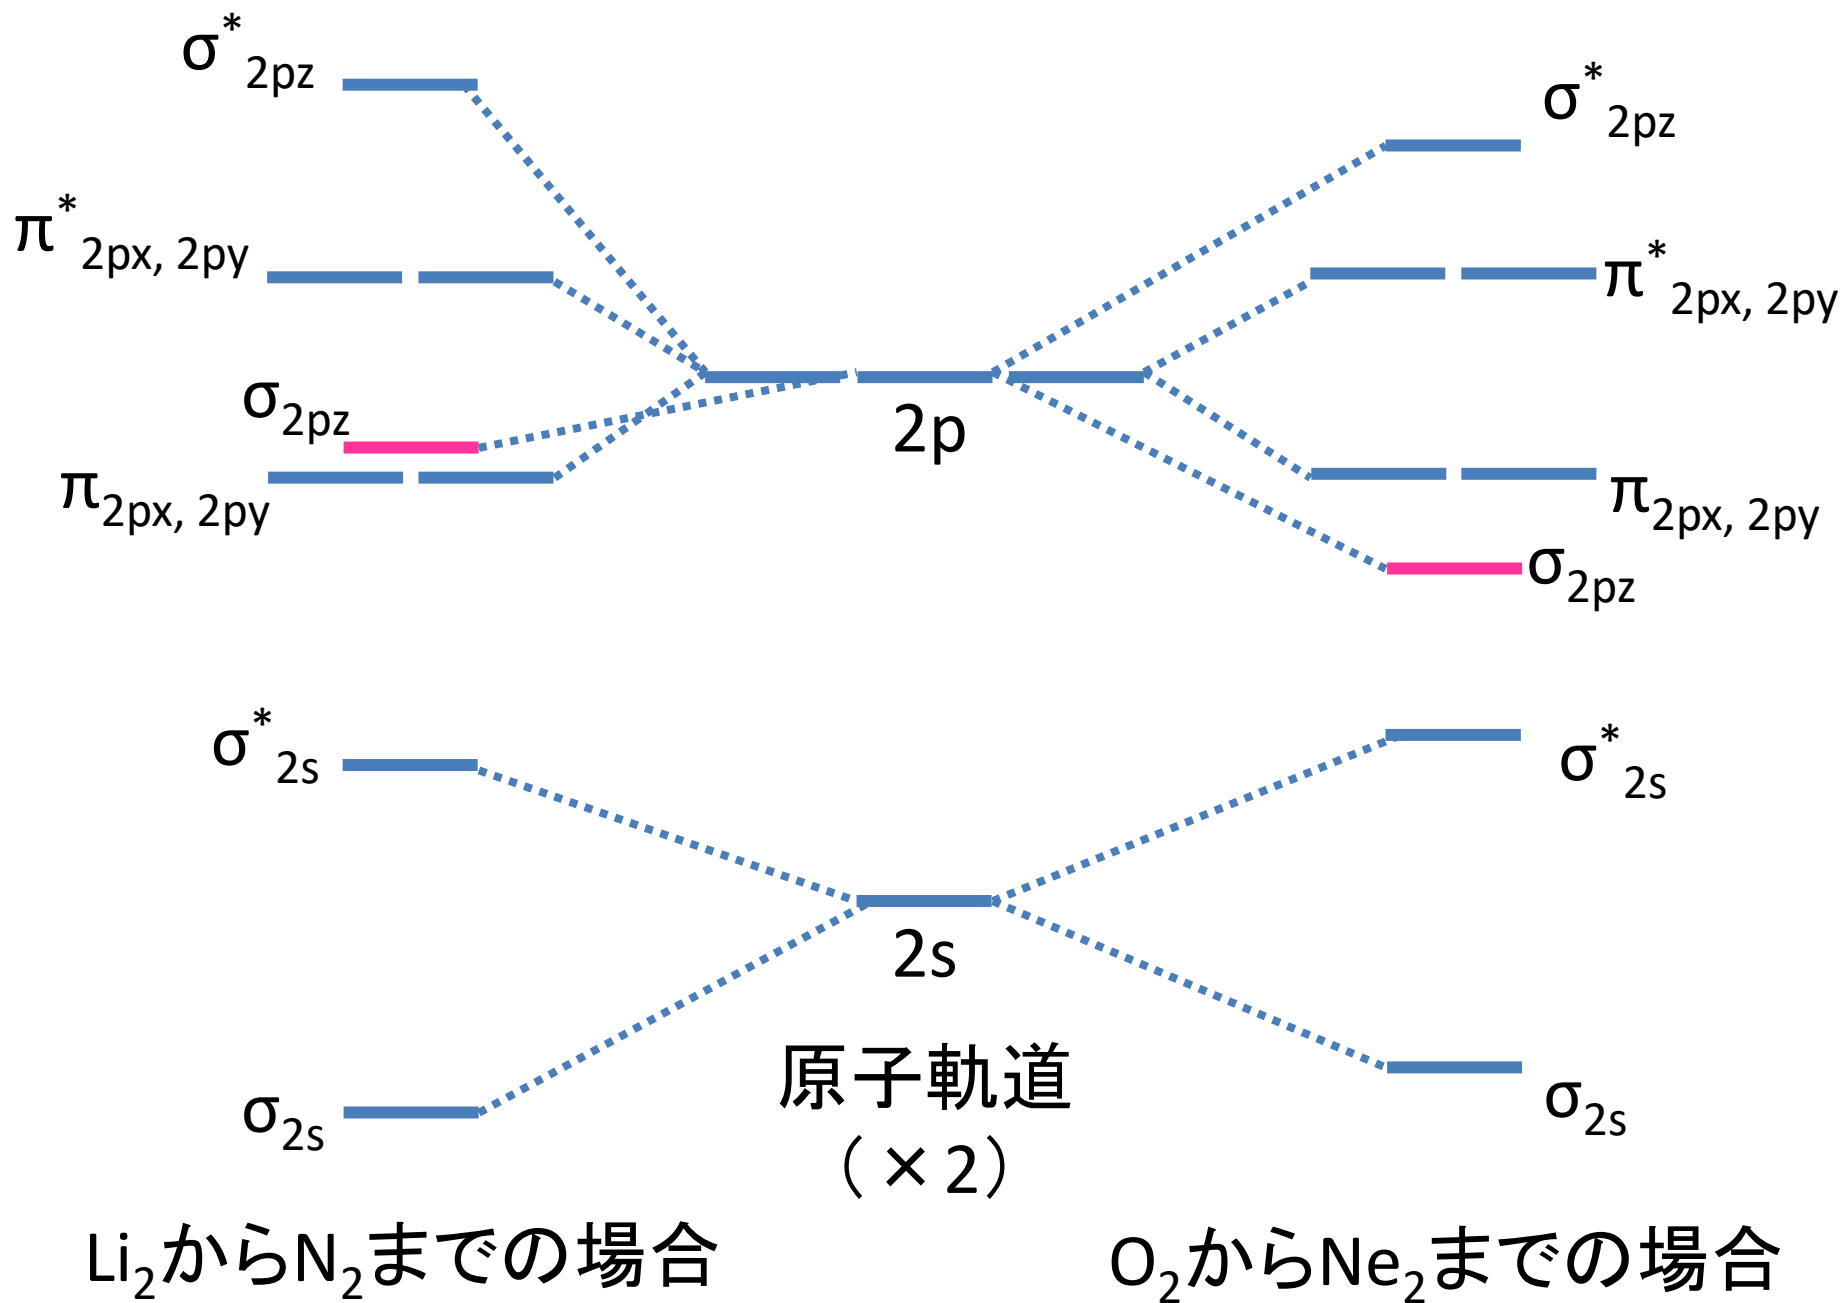 σ*2pz
π*2px, 2py
σ2pz
π2px, 2py
σ*2s
σ2s
Li2からN2までの場合
2p
2s
原子軌道
（×2）
σ*2pz
π*2px, 2py
π2px, 2py
σ2pz
σ*2s
σ2s
O2からNe2までの場合